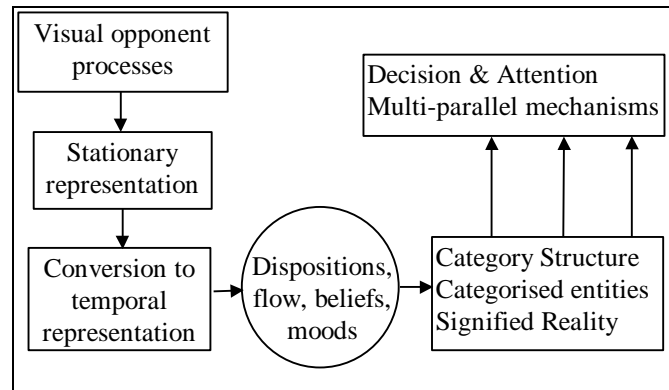 Visual opponent
processes
Stationary
representation
Conversion to
temporal
representation
Dispositions,
flow, beliefs,
moods
Category Structure
Categorised entities
Signified Reality
Decision & Attention
Multi-parallel mechanisms